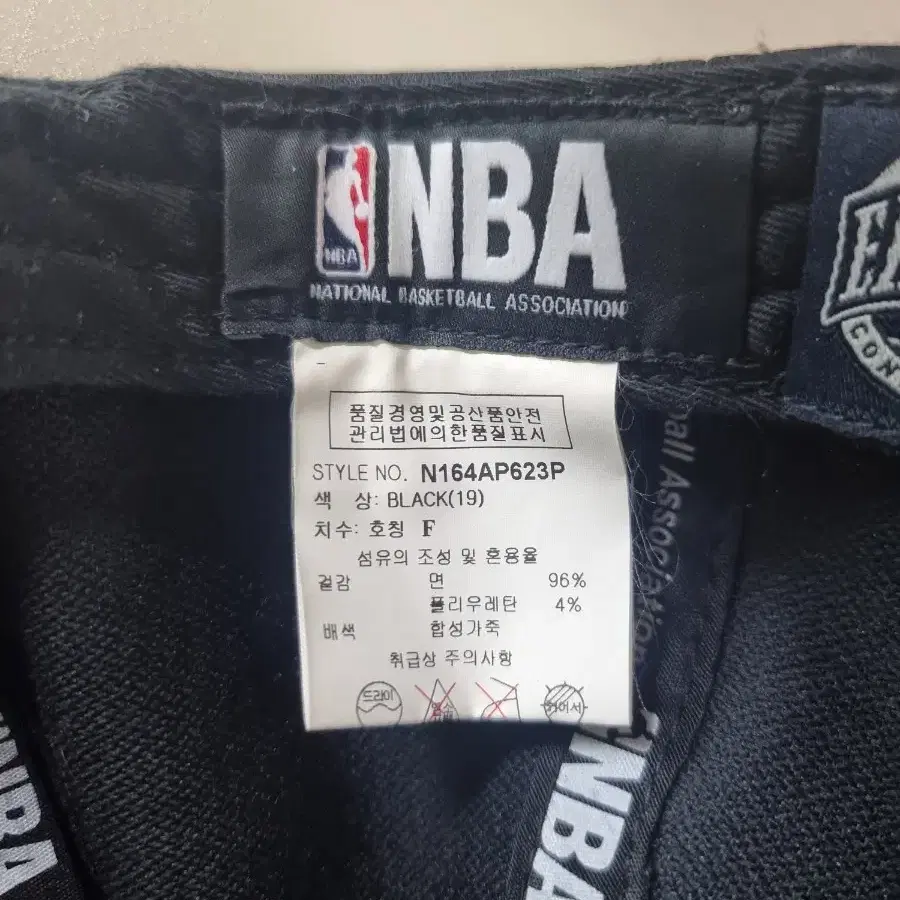 NBA
NBA
NATIONAL BASKETBALL ASSOCIATION
품질경영및공산품안전
관리법에의한품질표시
STYLE NO. N164AP623P
색 상: BLACK(19)
치수: 호칭 F
섬유의 조성 및 혼용율
겉감 면 96%
폴리우레탄 4%
배색 합성가죽
취급상 주의사항
드라이
Association
NBA
NBA